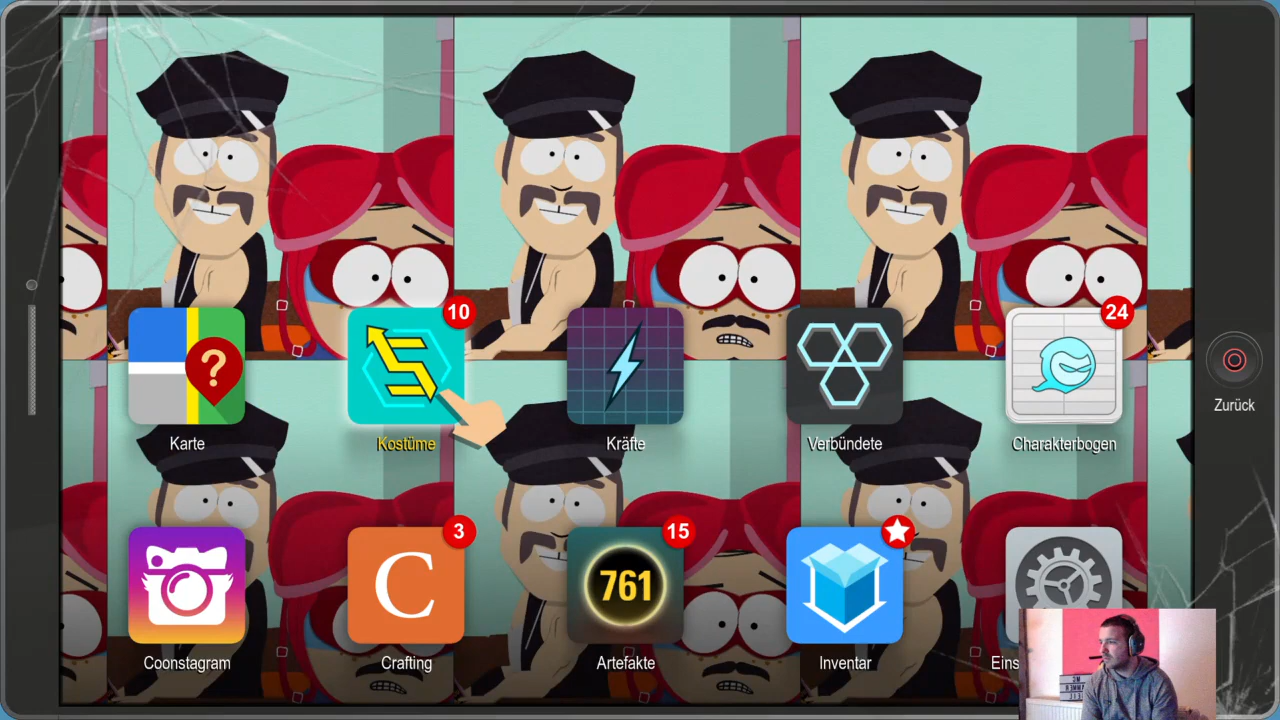 10
24
?
Zurück
Karte
Kostüme
Kräfte
Verbündete
Charakterbogen
3
15
C
761
Coonstagram
Crafting
Artefakte
Inventar
Eins